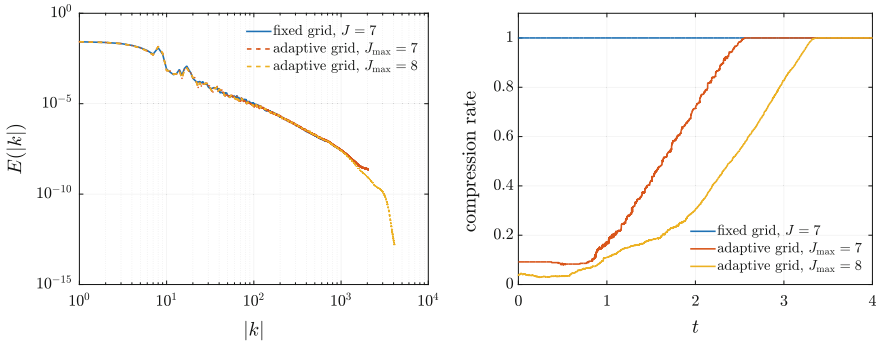 10^0
10^-5
10^-10
10^-15
E(|k|)
fixed grid, J = 7
adaptive grid, J_max = 7
adaptive grid, J_max = 8
10^0 10^1 10^2 10^3 10^4
|k|
1
0.8
0.6
0.4
0.2
0
compression rate
fixed grid, J = 7
adaptive grid, J_max = 7
adaptive grid, J_max = 8
0 1 2 3 4
t